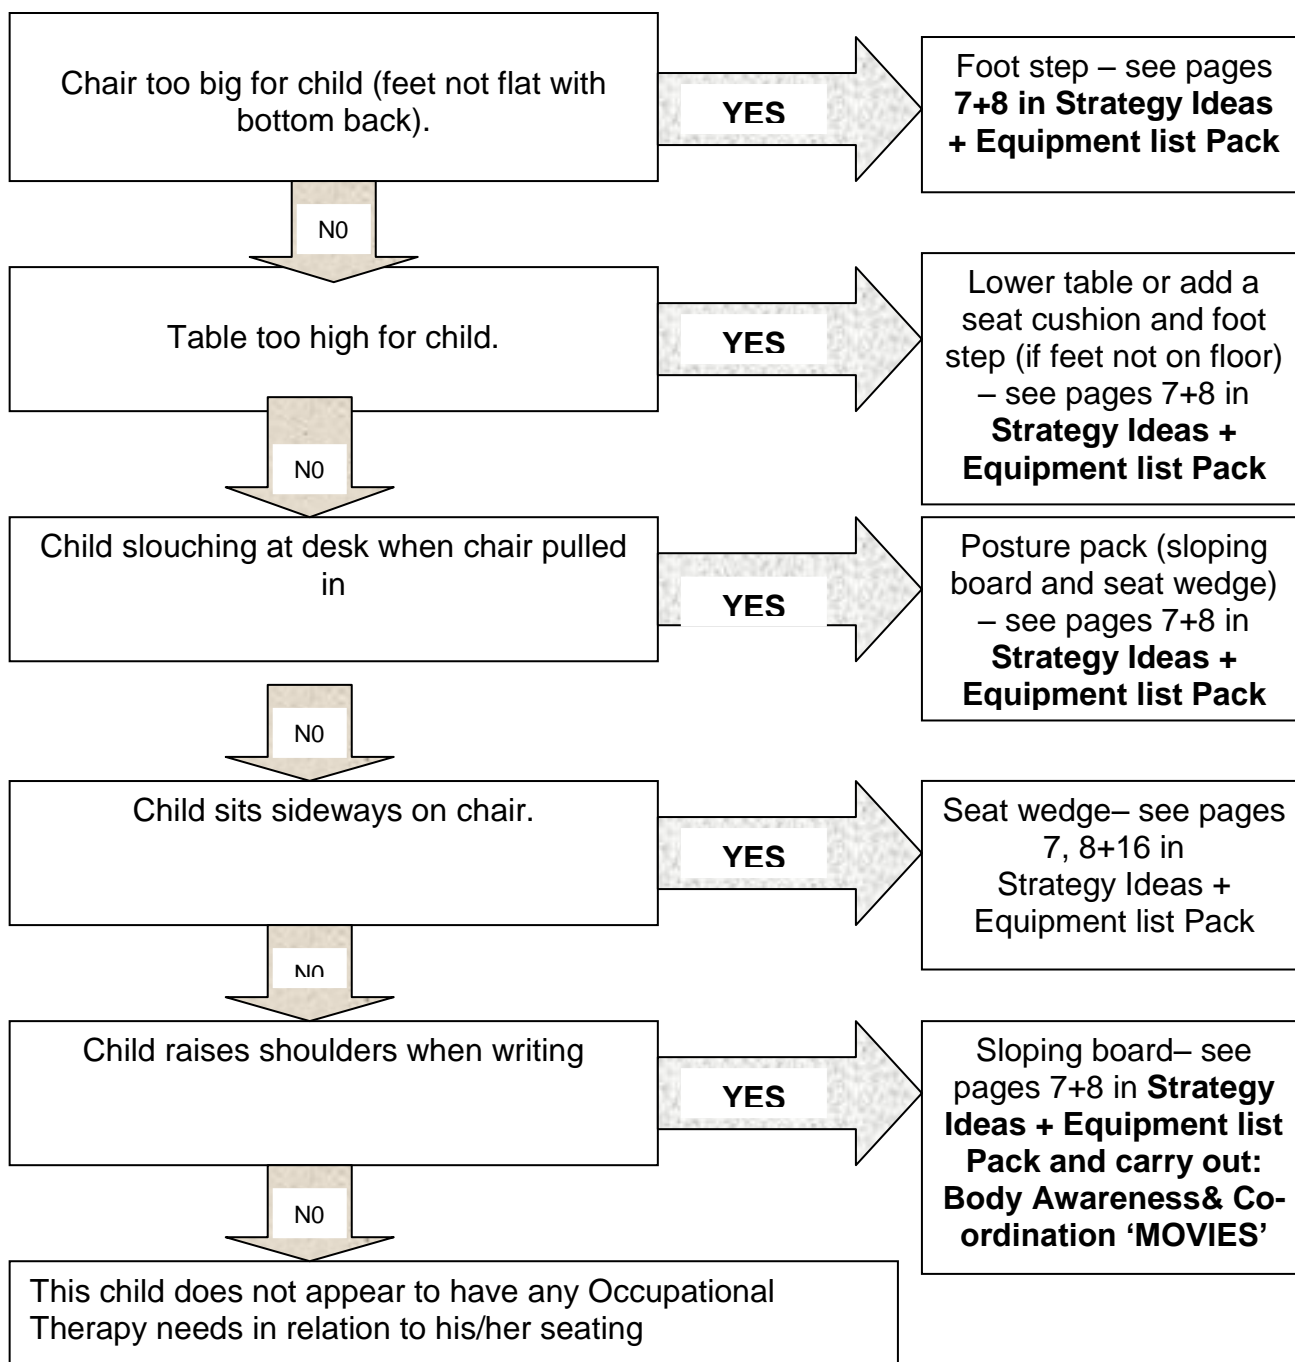 Chair too big for child (feet not flat with
bottom back).
YES
Foot step – see pages
7+8 in Strategy Ideas
+ Equipment list Pack
N0
Table too high for child.
YES
Lower table or add a
seat cushion and foot
step (if feet not on floor)
– see pages 7+8 in
Strategy Ideas +
Equipment list Pack
N0
Child slouching at desk when chair pulled
in
YES
Posture pack (sloping
board and seat wedge)
– see pages 7+8 in
Strategy Ideas +
Equipment list Pack
N0
Child sits sideways on chair.
YES
Seat wedge– see pages
7, 8+16 in
Strategy Ideas +
Equipment list Pack
N0
Child raises shoulders when writing
YES
Sloping board– see
pages 7+8 in Strategy
Ideas + Equipment list
Pack and carry out:
Body Awareness& Co-
ordination ‘MOVIES’
N0
This child does not appear to have any Occupational
Therapy needs in relation to his/her seating